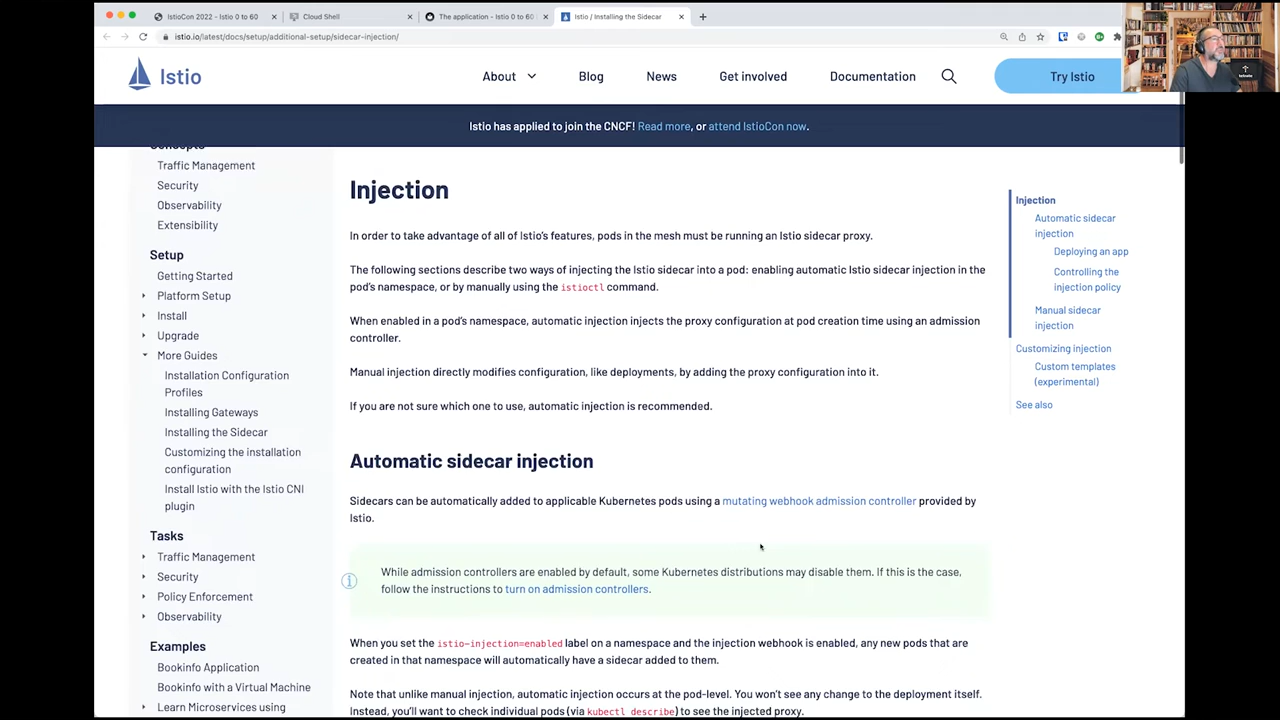 IstioCon 2022 - Istio 0 to 60
Cloud Shell
The application - Istio 0 to 60
Istio / Installing the Sidecar
istio.io/latest/docs/setup/additional-setup/sidecar-injection/
Istio
About
Blog
News
Get involved
Documentation
Try Istio
Istio has applied to join the CNCF! Read more, or attend IstioCon now.
Concepts
Traffic Management
Security
Observability
Extensibility
Setup
Getting Started
Platform Setup
Install
Upgrade
More Guides
Installation Configuration
Profiles
Installing Gateways
Installing the Sidecar
Customizing the installation
configuration
Install Istio with the Istio CNI
plugin
Tasks
Traffic Management
Security
Policy Enforcement
Observability
Examples
Bookinfo Application
Bookinfo with a Virtual Machine
Learn Microservices using
Injection
In order to take advantage of all of Istio's features, pods in the mesh must be running an Istio sidecar proxy.
The following sections describe two ways of injecting the Istio sidecar into a pod: enabling automatic Istio sidecar injection in the
pod's namespace, or by manually using the istioctl command.
When enabled in a pod's namespace, automatic injection injects the proxy configuration at pod creation time using an admission
controller.
Manual injection directly modifies configuration, like deployments, by adding the proxy configuration into it.
If you are not sure which one to use, automatic injection is recommended.
Automatic sidecar injection
Sidecars can be automatically added to applicable Kubernetes pods using a mutating webhook admission controller provided by
Istio.
While admission controllers are enabled by default, some Kubernetes distributions may disable them. If this is the case,
follow the instructions to turn on admission controllers.
When you set the istio-injection=enabled label on a namespace and the injection webhook is enabled, any new pods that are
created in that namespace will automatically have a sidecar added to them.
Note that unlike manual injection, automatic injection occurs at the pod-level. You won't see any change to the deployment itself.
Instead, you'll want to check individual pods (via kubectl describe) to see the injected proxy.
Injection
Automatic sidecar
injection
Deploying an app
Controlling the
injection policy
Manual sidecar
injection
Customizing injection
Custom templates
(experimental)
See also